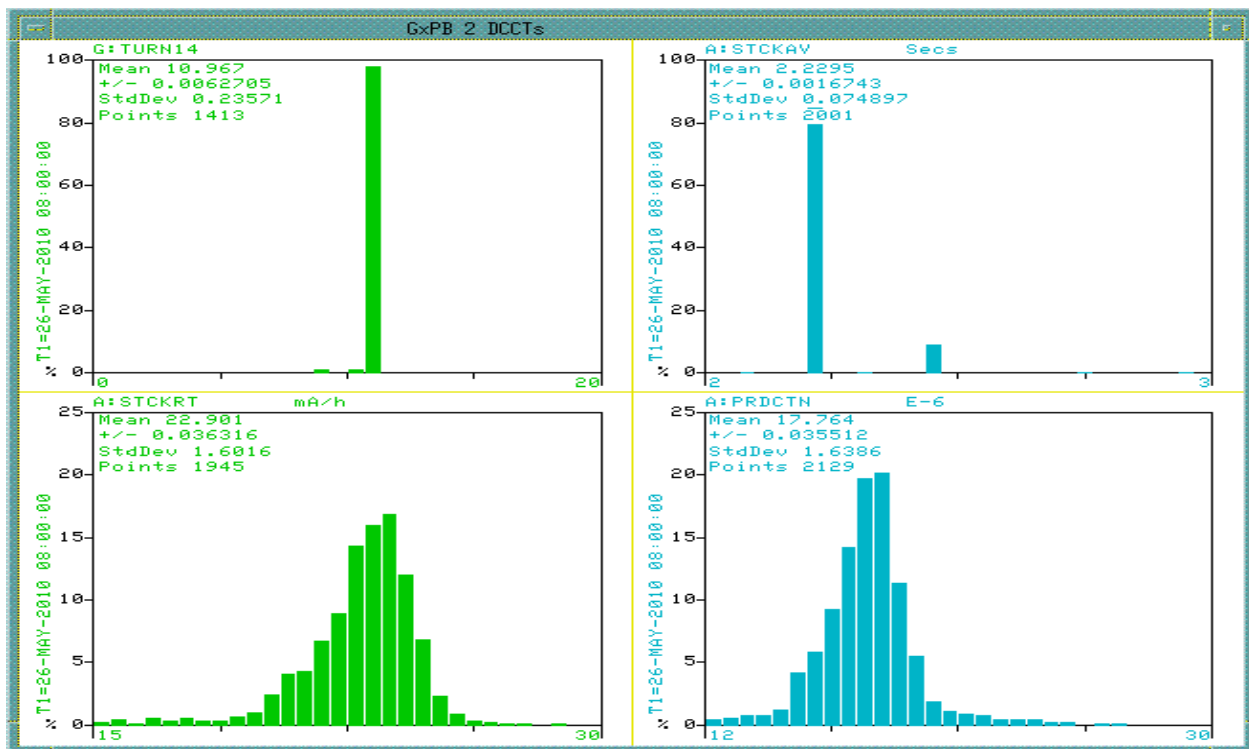 GxPB 2 DCCTs
G:TURN14
Mean 10.967
+/- 0.0062705
StdDev 0.23571
Points 1413
100
80
60
40
20
% 0
0 20
T1=26-MAY-2010 08:00:00
A:STCKAV Secs
Mean 2.2295
+/- 0.0016743
StdDev 0.074897
Points 2001
100
80
60
40
20
% 0
2 3
T1=26-MAY-2010 08:00:00
A:STCKRT mA/h
Mean 22.901
+/- 0.036316
StdDev 1.6016
Points 1945
25
20
15
10
5
% 0
15 30
T1=26-MAY-2010 08:00:00
A:PRDCTN E-6
Mean 17.764
+/- 0.035512
StdDev 1.6386
Points 2129
25
20
15
10
5
% 0
12 30
T1=26-MAY-2010 08:00:00